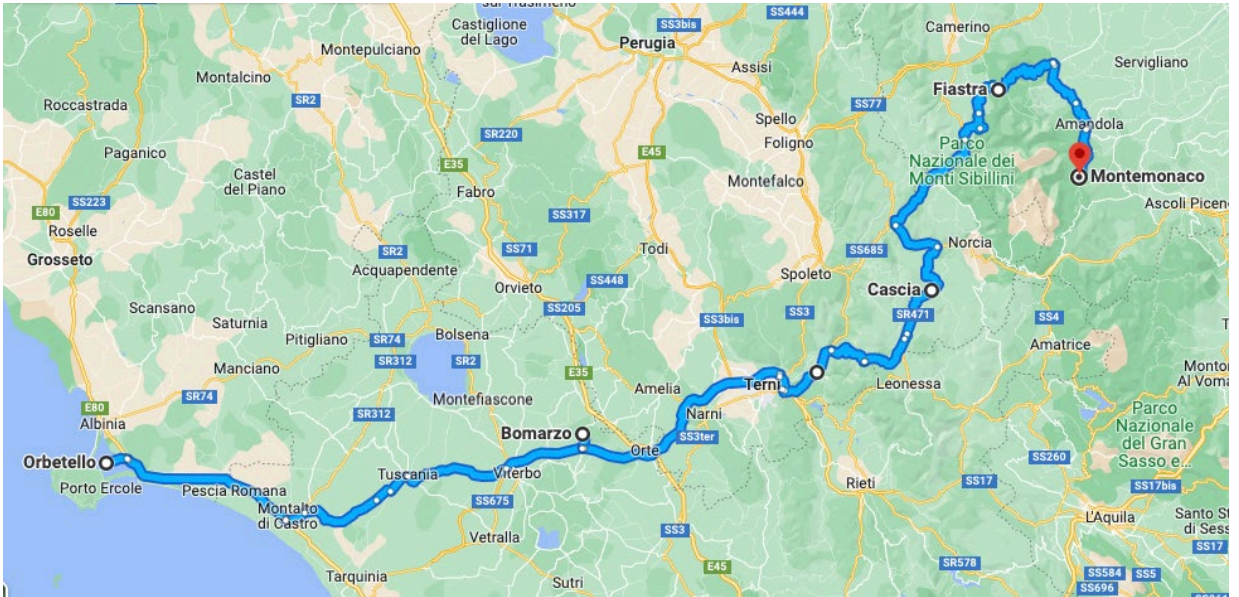 sul Trasimeno
SS444
Castiglione
del Lago
SS3bis
Camerino
Montepulciano
Perugia
Servigliano
Assisi
Montalcino
Fiastra
Roccastrada
SR2
SS77
Spello
Amandola
SR220
Foligno
Parco
Nazionale dei
Monti Sibillini
Paganico
E45
E35
Castel
del Piano
Montefalco
Montemonaco
Fabro
SS223
E80
SS317
Ascoli Picen
Roselle
SS71
SS685
Norcia
SR2
Todi
Grosseto
Acquapendente
Spoleto
SS448
Orvieto
Cascia
Scansano
SS205
SR471
SS3
SS4
Saturnia
SS3bis
Bolsena
Pitigliano
SR74
Amatrice
SR312
SR2
Manciano
E35
Terni
Leonessa
Amelia
SR74
Montefiascone
E80
SR312
Narni
Albinia
Bomarzo
SS3ter
Parco
Nazionale
del Gran
Sasso e...
Orte
SS260
Orbetello
Tuscania
Viterbo
Porto Ercole
Pescia Romana
Rieti
SS17
SS17bis
SS675
Montalto
di Castro
L'Aquila
SS3
Vetralla
SS17
SR578
E45
Tarquinia
Sutri
SS584
SS5
SS696